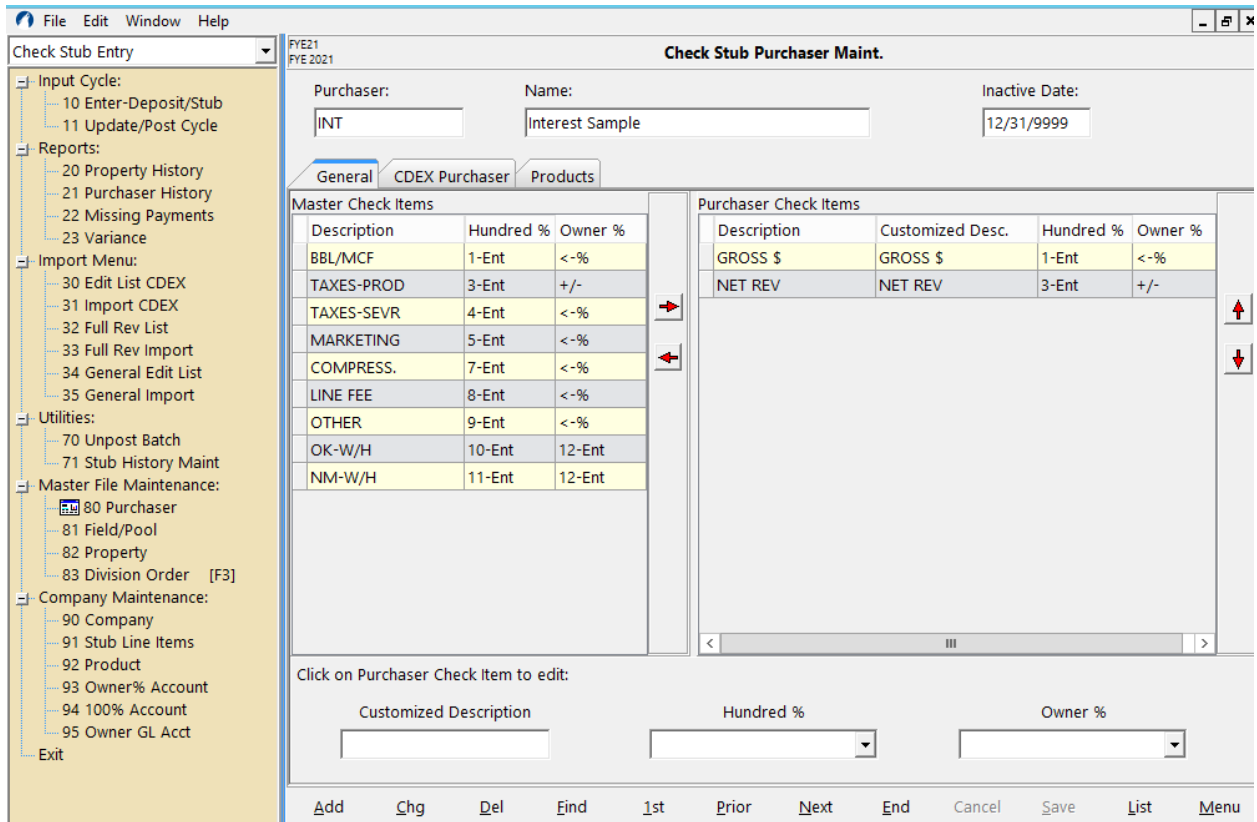 File Edit Window Help
Check Stub Entry
Input Cycle:
10 Enter-Deposit/Stub
11 Update/Post Cycle
Reports:
20 Property History
21 Purchaser History
22 Missing Payments
23 Variance
Import Menu:
30 Edit List CDEX
31 Import CDEX
32 Full Rev List
33 Full Rev Import
34 General Edit List
35 General Import
Utilities:
70 Unpost Batch
71 Stub History Maint
Master File Maintenance:
80 Purchaser
81 Field/Pool
82 Property
83 Division Order [F3]
Company Maintenance:
90 Company
91 Stub Line Items
92 Product
93 Owner% Account
94 100% Account
95 Owner GL Acct
Exit
FYE21
FYE 2021
Check Stub Purchaser Maint.
Purchaser: Name: Inactive Date:
INT Interest Sample 12/31/9999
General CDEX Purchaser Products
Master Check Items
Description Hundred % Owner %
BBL/MCF 1-Ent <-%
TAXES-PROD 3-Ent +/-
TAXES-SEVR 4-Ent <-%
MARKETING 5-Ent <-%
COMPRESS. 7-Ent <-%
LINE FEE 8-Ent <-%
OTHER 9-Ent <-%
OK-W/H 10-Ent 12-Ent
NM-W/H 11-Ent 12-Ent
Purchaser Check Items
Description Customized Desc. Hundred % Owner %
GROSS $ GROSS $ 1-Ent <-%
NET REV NET REV 3-Ent +/-
Click on Purchaser Check Item to edit:
Customized Description Hundred % Owner %
Add Chg Del Find 1st Prior Next End Cancel Save List Menu